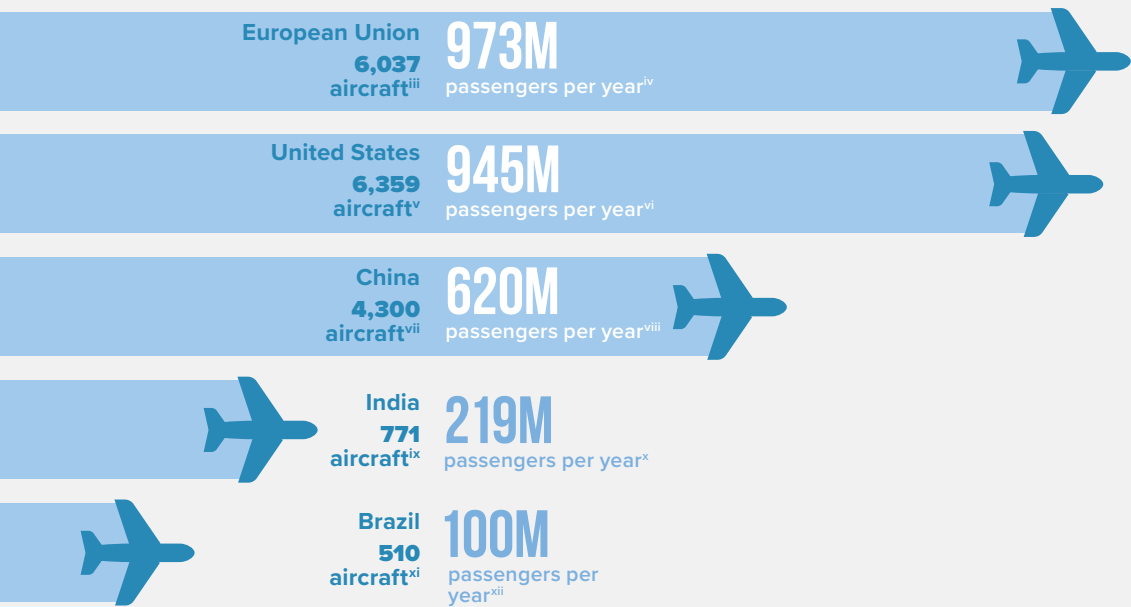 European Union
6,037
aircraftⁱⁱⁱ
973M
passengers per yearⁱᵛ
United States
6,359
aircraftᵛ
945M
passengers per yearᵛⁱ
China
4,300
aircraftᵛⁱⁱ
620M
passengers per yearᵛⁱⁱⁱ
India
771
aircraftⁱˣ
219M
passengers per yearˣ
Brazil
510
aircraftˣⁱ
100M
passengers per
yearˣⁱⁱ